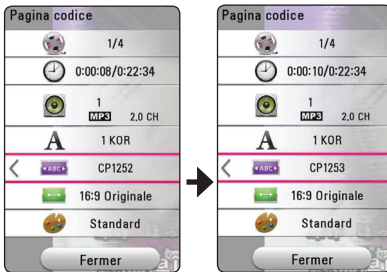 Pagina codice
1/4
0:00:08/0:22:34
1
MP3 2.0 CH
A 1 KOR
ABC CP1252
16:9 Originale
Standard
Fermer
Pagina codice
1/4
0:00:10/0:22:34
1
MP3 2.0 CH
A 1 KOR
ABC CP1253
16:9 Originale
Standard
Fermer